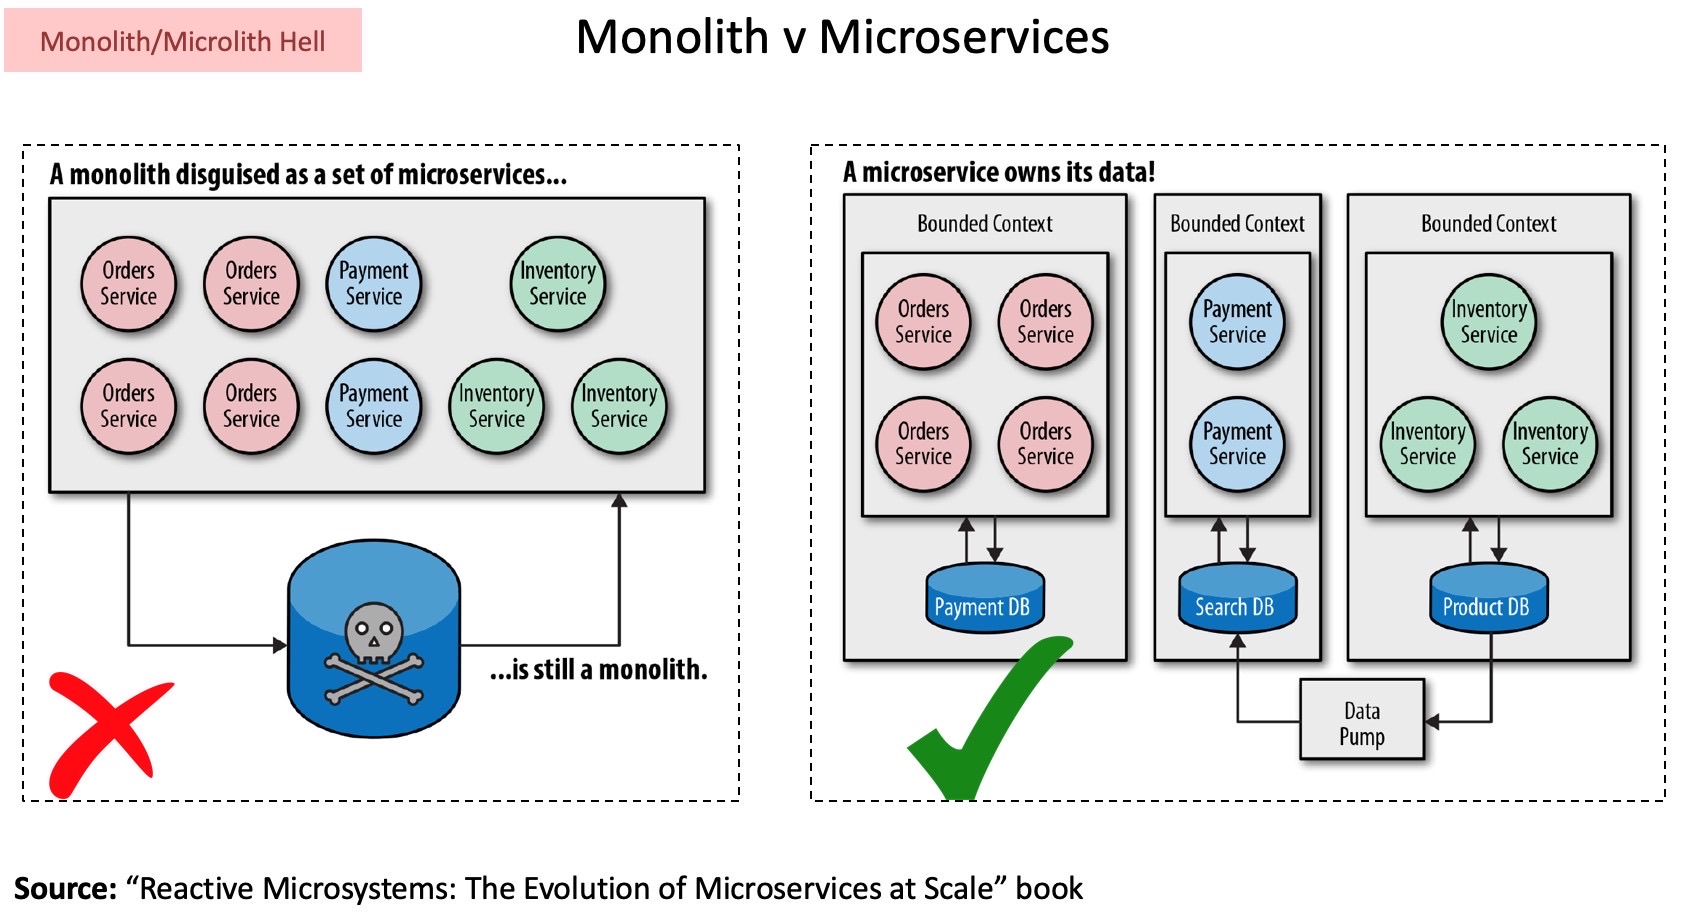 Monolith/Microlith Hell
Monolith v Microservices
A monolith disguised as a set of microservices...
Orders
Service
Orders
Service
Payment
Service
Inventory
Service
Orders
Service
Orders
Service
Payment
Service
Inventory
Service
Inventory
Service
...is still a monolith.
A microservice owns its data!
Bounded Context
Orders
Service
Orders
Service
Orders
Service
Orders
Service
Payment DB
Bounded Context
Payment
Service
Payment
Service
Search DB
Bounded Context
Inventory
Service
Inventory
Service
Inventory
Service
Product DB
Data
Pump
Source: “Reactive Microsystems: The Evolution of Microservices at Scale” book